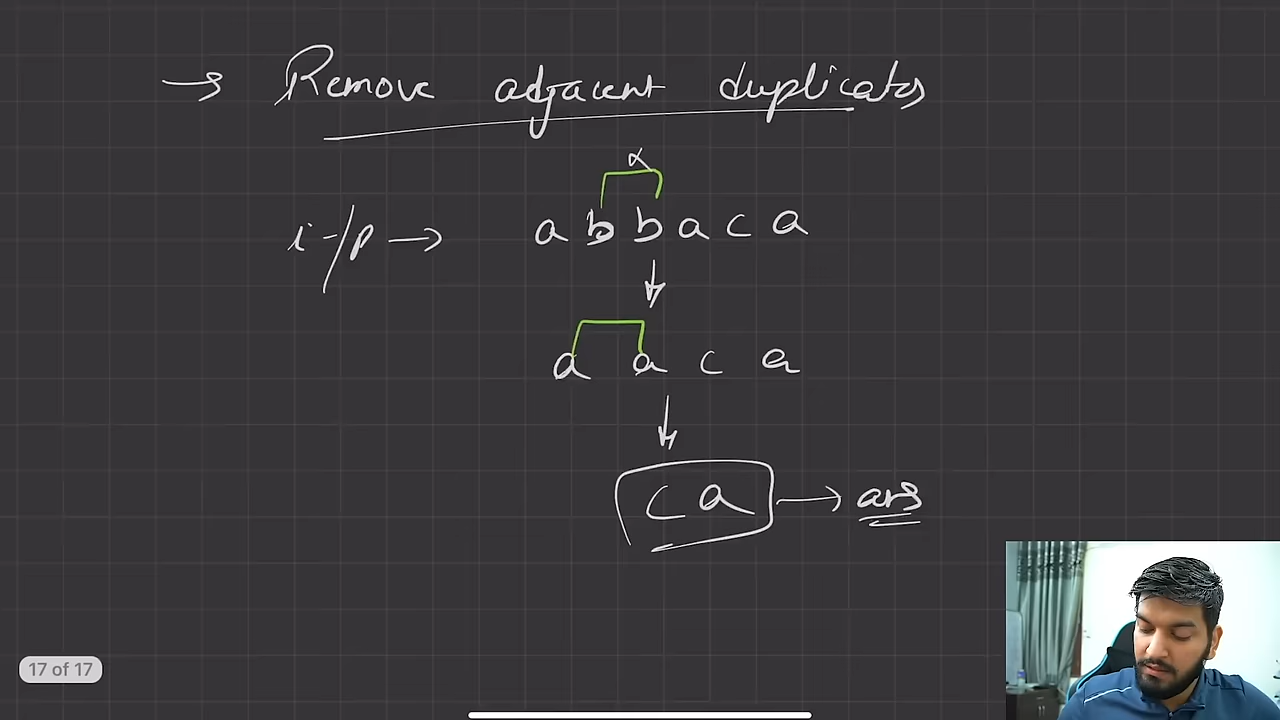 → Remove adjacent duplicates
i/p → a b b a c a
a a c a
c a → ans
17 of 17